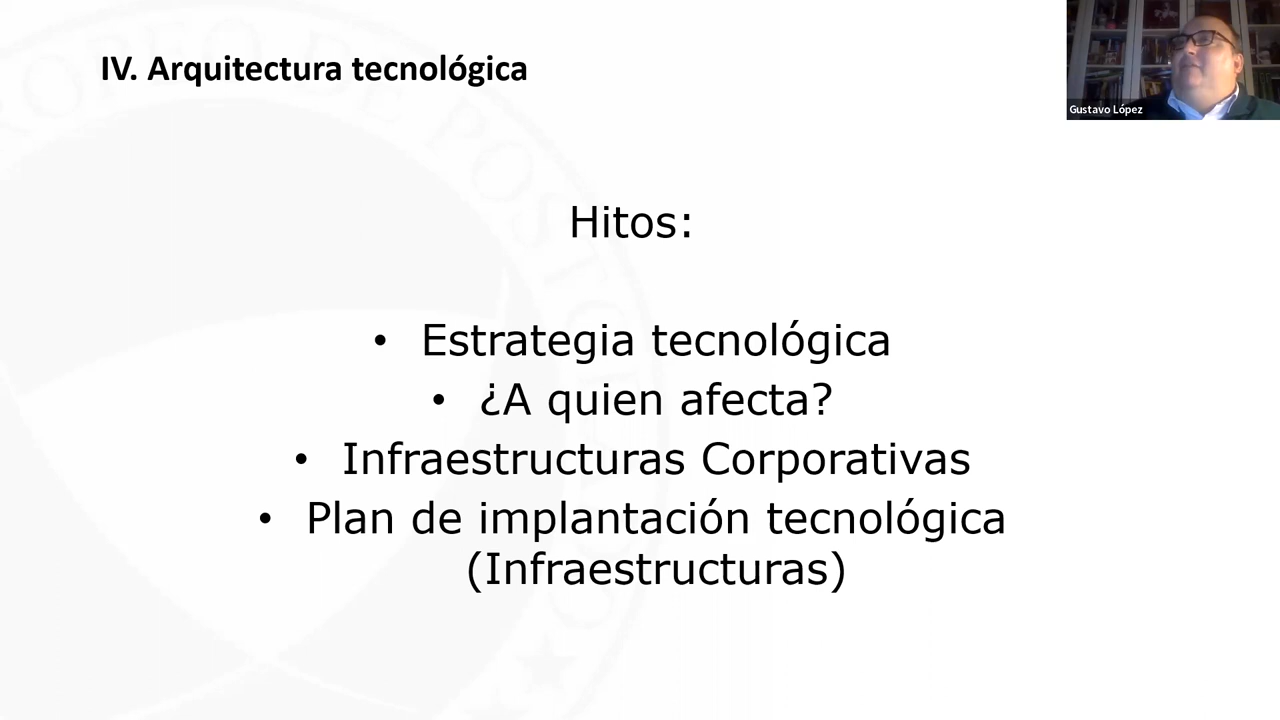 IV. Arquitectura tecnológica
Gustavo López
Hitos:
• Estrategia tecnológica
• ¿A quien afecta?
• Infraestructuras Corporativas
• Plan de implantación tecnológica
(Infraestructuras)